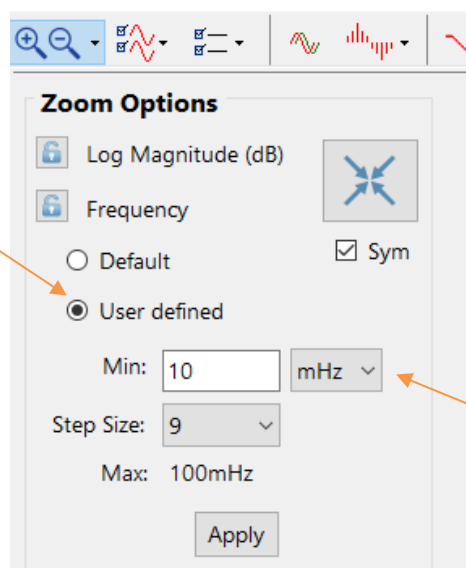 Zoom Options
Log Magnitude (dB)
Frequency
Default
Sym
User defined
Min: 10 mHz
Step Size: 9
Max: 100mHz
Apply